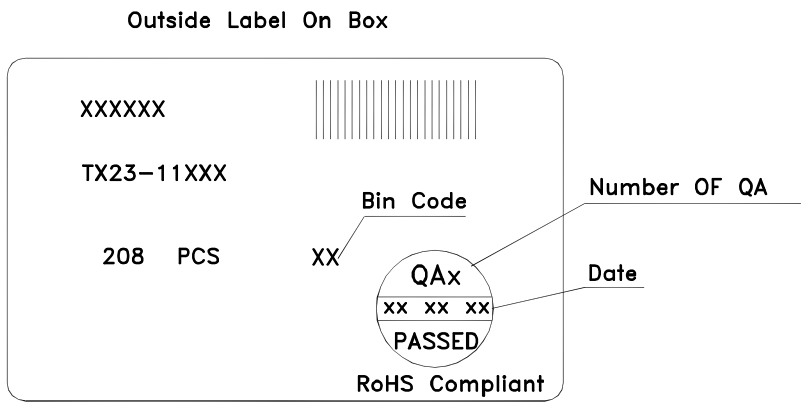 Outside Label On Box
XXXXXX
TX23-11XXX
Bin Code
Number OF QA
208 PCS
XX
QAx
Date
xx xx xx
PASSED
RoHS Compliant